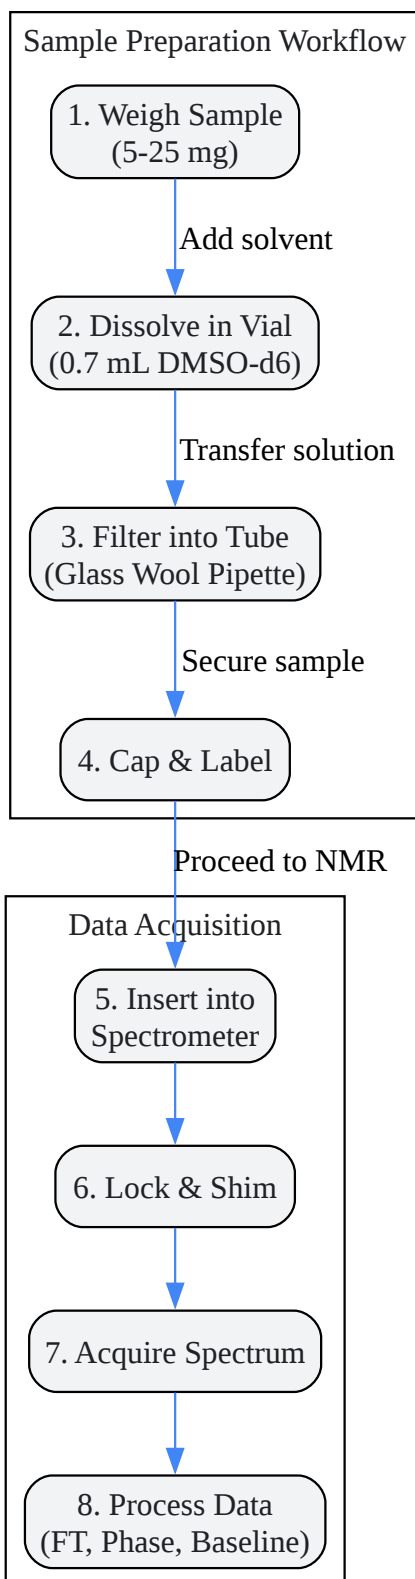 Sample Preparation Workflow
1. Weigh Sample
(5-25 mg)
Add solvent
2. Dissolve in Vial
(0.7 mL DMSO-d6)
Transfer solution
3. Filter into Tube
(Glass Wool Pipette)
Secure sample
4. Cap & Label
Proceed to NMR
Data Acquisition
5. Insert into
Spectrometer
6. Lock & Shim
7. Acquire Spectrum
8. Process Data
(FT, Phase, Baseline)